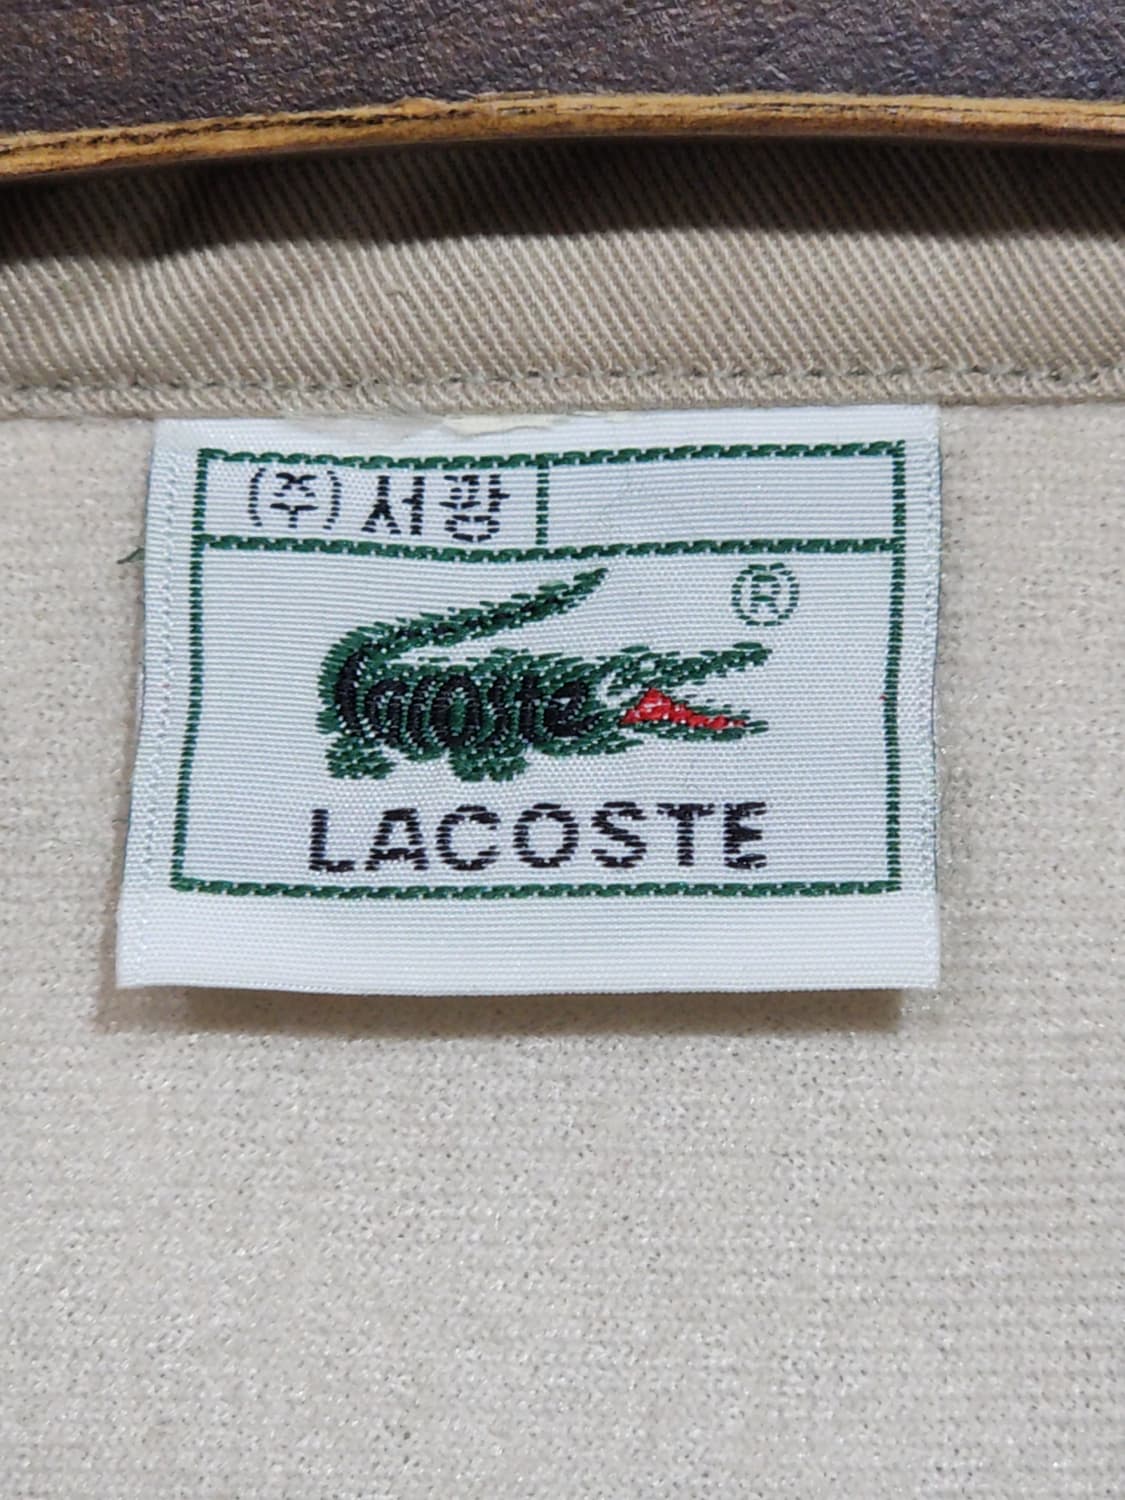 (주) 서광
®
Lacoste
LACOSTE